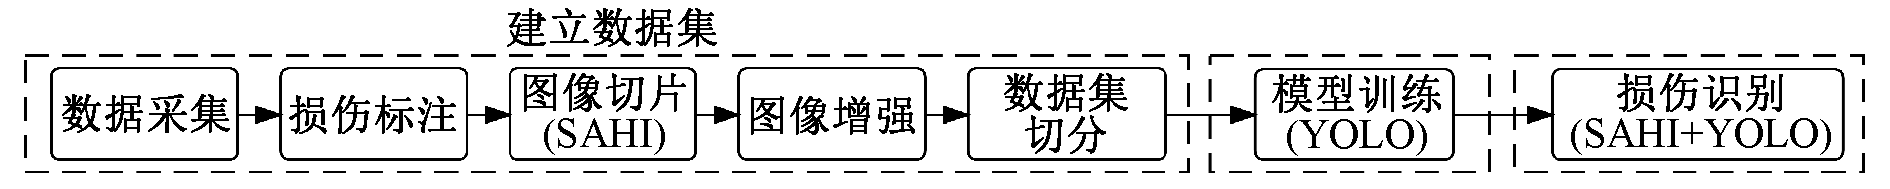 建立数据集
数据采集
损伤标注
图像切片
(SAHI)
图像增强
数据集
切分
模型训练
(YOLO)
损伤识别
(SAHI+YOLO)